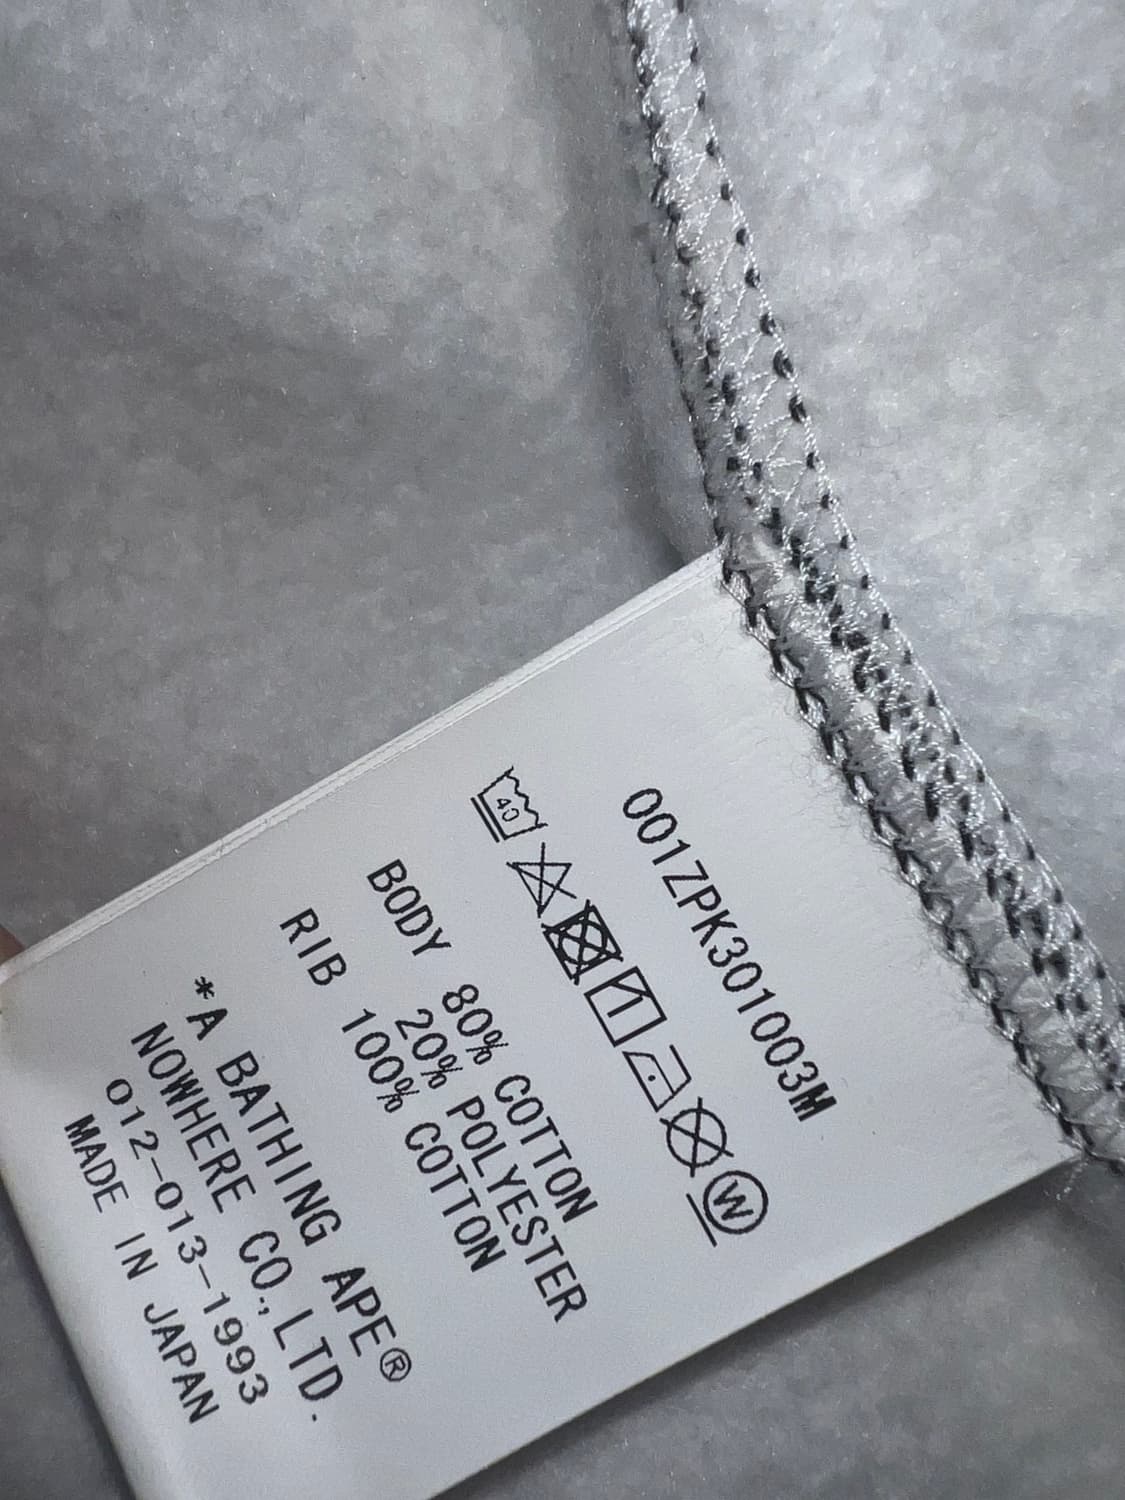 001ZPK301003M
40
W
BODY 80% COTTON
20% POLYESTER
RIB 100% COTTON
*A BATHING APE®
NOWHERE CO., LTD.
012-013-1993
MADE IN JAPAN